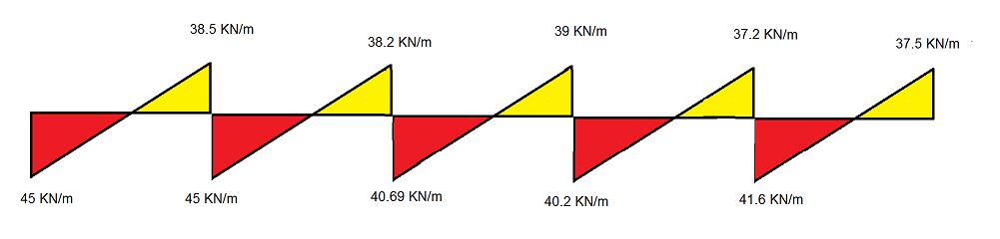 38.5 KN/m
38.2 KN/m
39 KN/m
37.2 KN/m
37.5 KN/m
45 KN/m
45 KN/m
40.69 KN/m
40.2 KN/m
41.6 KN/m